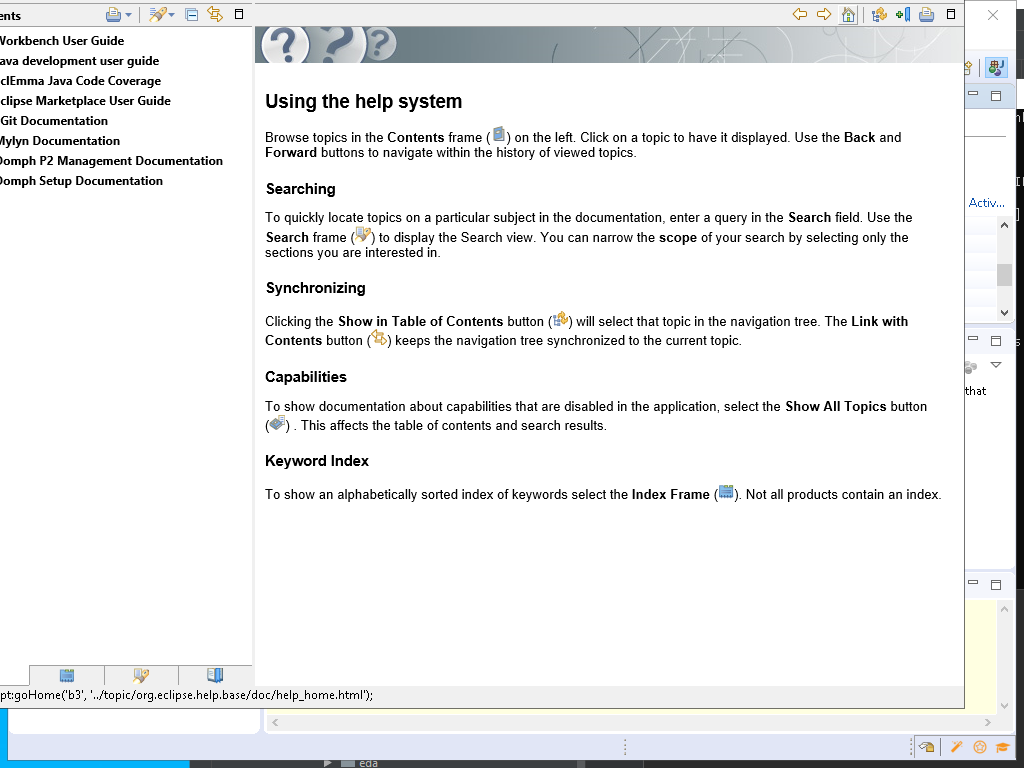 ents
Workbench User Guide
ava development user guide
clEmma Java Code Coverage
clipse Marketplace User Guide
Git Documentation
Mylyn Documentation
Oomph P2 Management Documentation
Oomph Setup Documentation
Using the help system
Browse topics in the Contents frame ( ) on the left. Click on a topic to have it displayed. Use the Back and
Forward buttons to navigate within the history of viewed topics.
Searching
To quickly locate topics on a particular subject in the documentation, enter a query in the Search field. Use the
Search frame ( ) to display the Search view. You can narrow the scope of your search by selecting only the
sections you are interested in.
Synchronizing
Clicking the Show in Table of Contents button ( ) will select that topic in the navigation tree. The Link with
Contents button ( ) keeps the navigation tree synchronized to the current topic.
Capabilities
To show documentation about capabilities that are disabled in the application, select the Show All Topics button
( ) . This affects the table of contents and search results.
Keyword Index
To show an alphabetically sorted index of keywords select the Index Frame ( ). Not all products contain an index.
Activ...
that
pt:goHome('b3', '../topic/org.eclipse.help.base/doc/help_home.html');
eda